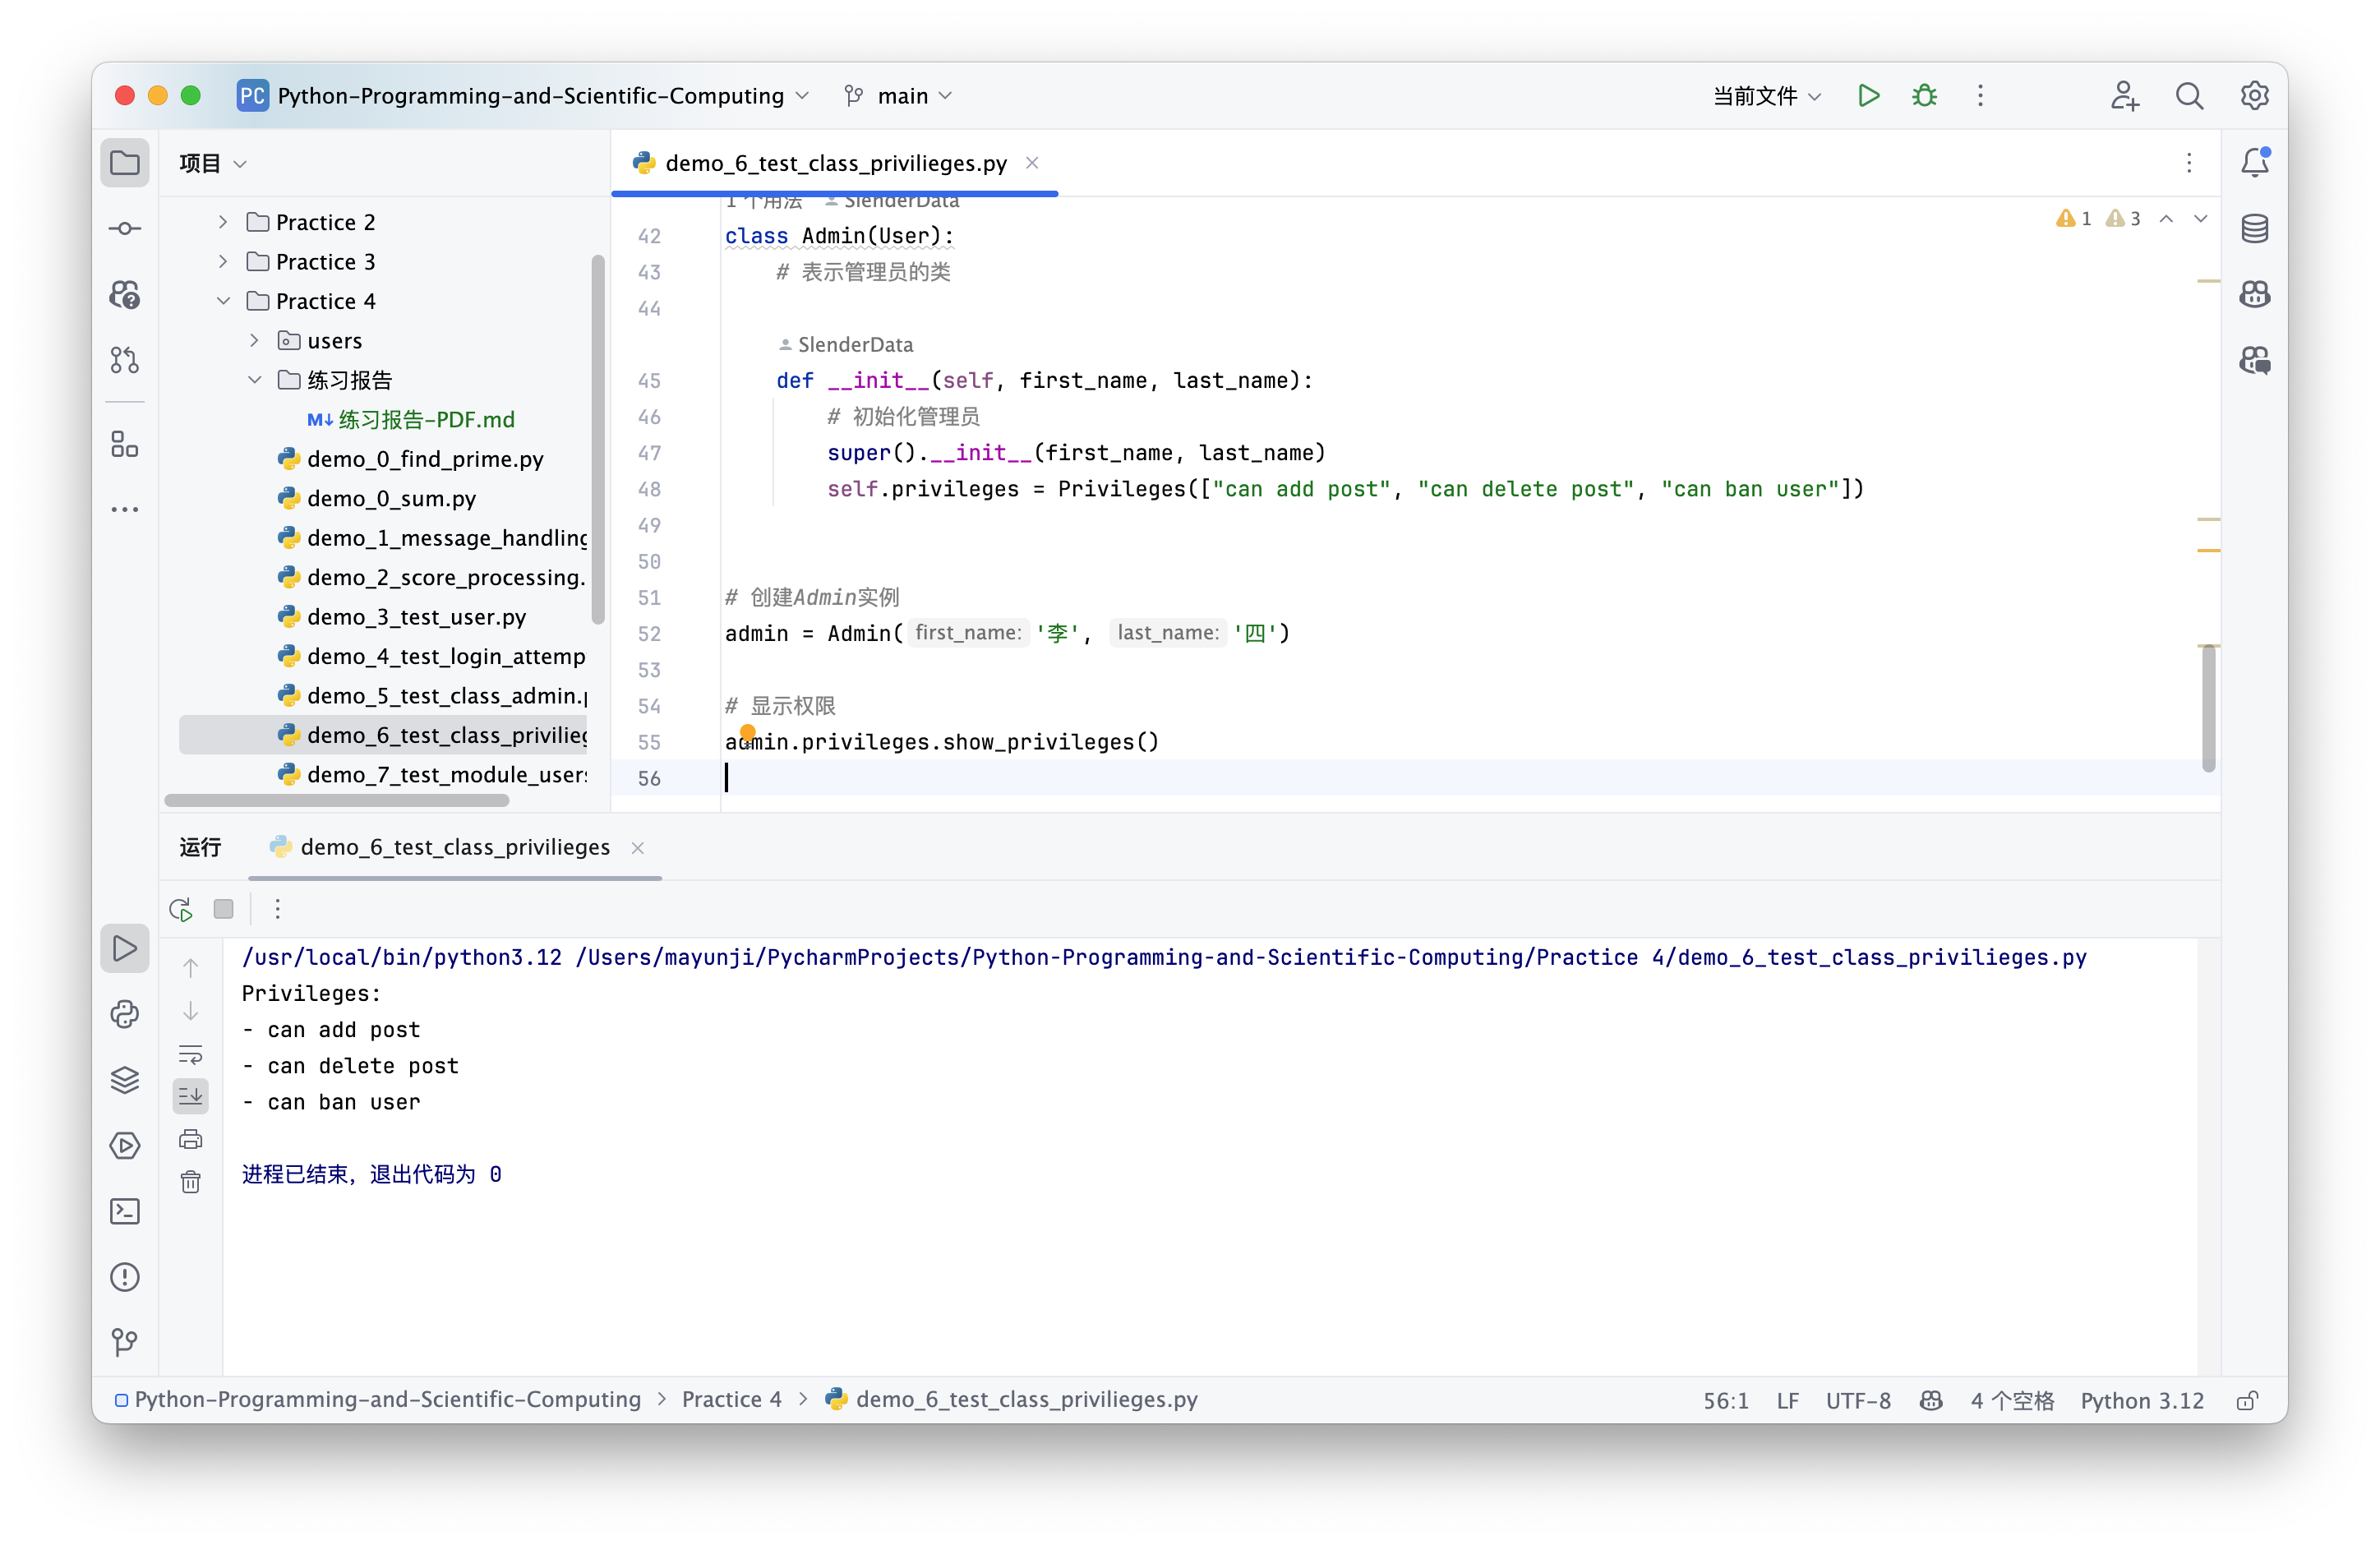 PC Python-Programming-and-Scientific-Computing main 当前文件
项目
Practice 2
Practice 3
Practice 4
users
练习报告
M↓ 练习报告-PDF.md
demo_0_find_prime.py
demo_0_sum.py
demo_1_message_handling
demo_2_score_processing.
demo_3_test_user.py
demo_4_test_login_attemp
demo_5_test_class_admin.p
demo_6_test_class_privilieg
demo_7_test_module_users
demo_6_test_class_privilieges.py
1 个用法 SlenderData
1 3
42 class Admin(User):
43 # 表示管理员的类
44
SlenderData
45 def __init__(self, first_name, last_name):
46 # 初始化管理员
47 super().__init__(first_name, last_name)
48 self.privileges = Privileges(["can add post", "can delete post", "can ban user"])
49
50
51 # 创建Admin实例
52 admin = Admin( first_name: '李', last_name: '四')
53
54 # 显示权限
55 admin.privileges.show_privileges()
56
运行 demo_6_test_class_privilieges
/usr/local/bin/python3.12 /Users/mayunji/PycharmProjects/Python-Programming-and-Scientific-Computing/Practice 4/demo_6_test_class_privilieges.py
Privileges:
- can add post
- can delete post
- can ban user
进程已结束，退出代码为 0
Python-Programming-and-Scientific-Computing > Practice 4 > demo_6_test_class_privilieges.py 56:1 LF UTF-8 4 个空格 Python 3.12